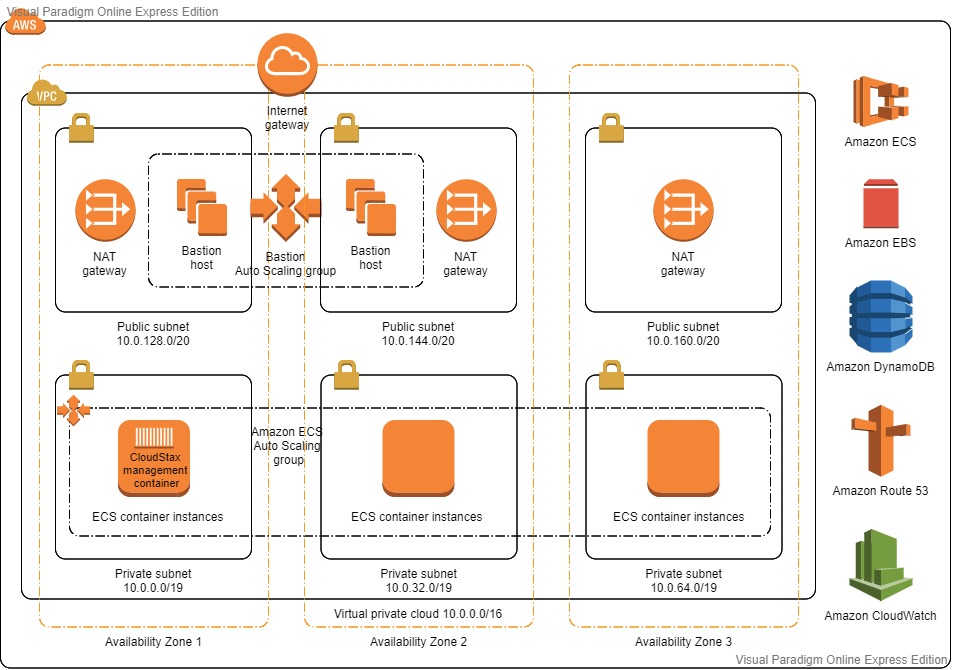 Visual Paradigm Online Express Edition
AWS
VPC
Internet
gateway
NAT
gateway
Bastion
host
Bastion
Auto Scaling group
Bastion
host
NAT
gateway
NAT
gateway
Public subnet
10.0.128.0/20
Public subnet
10.0.144.0/20
Public subnet
10.0.160.0/20
Amazon ECS
Auto Scaling
group
CloudStax
management
container
ECS container instances
ECS container instances
ECS container instances
Private subnet
10.0.0.0/19
Private subnet
10.0.32.0/19
Private subnet
10.0.64.0/19
Virtual private cloud 10.0.0.0/16
Availability Zone 1
Availability Zone 2
Availability Zone 3
Amazon ECS
Amazon EBS
Amazon DynamoDB
Amazon Route 53
Amazon CloudWatch
Visual Paradigm Online Express Edition